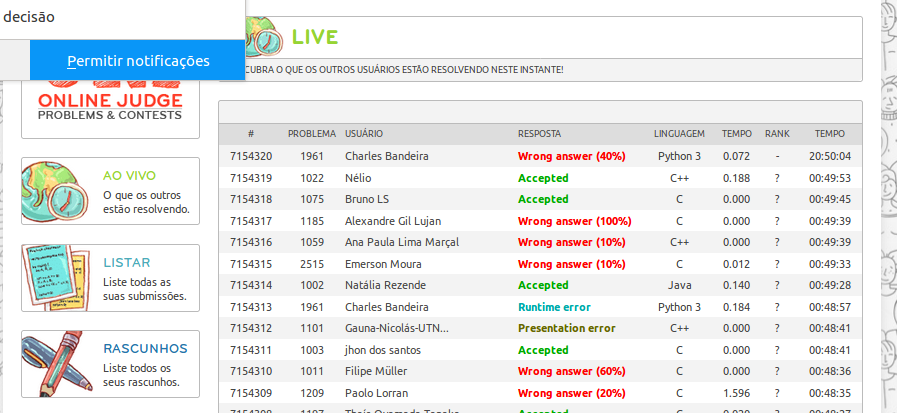 decisão
Permitir notificações
ONLINE JUDGE
PROBLEMS & CONTESTS
AO VIVO
O que os outros
estão resolvendo.
LISTAR
Liste todas as
suas submissões.
RASCUNHOS
Liste todos os
seus rascunhos.
LIVE
CUBRA O QUE OS OUTROS USUÁRIOS ESTÃO RESOLVENDO NESTE INSTANTE!
# PROBLEMA USUÁRIO RESPOSTA LINGUAGEM TEMPO RANK TEMPO
7154320 1961 Charles Bandeira Wrong answer (40%) Python 3 0.072 - 20:50:04
7154319 1022 Nélio Accepted C++ 0.188 ? 00:49:53
7154318 1075 Bruno LS Accepted C 0.000 ? 00:49:45
7154317 1185 Alexandre Gil Lujan Wrong answer (100%) C 0.000 ? 00:49:39
7154316 1059 Ana Paula Lima Marçal Wrong answer (10%) C++ 0.000 ? 00:49:39
7154315 2515 Emerson Moura Wrong answer (10%) C 0.012 ? 00:49:33
7154314 1002 Natália Rezende Accepted Java 0.140 ? 00:49:28
7154313 1961 Charles Bandeira Runtime error Python 3 0.184 ? 00:48:57
7154312 1101 Gauna-Nicolás-UTN... Presentation error C++ 0.000 ? 00:48:41
7154311 1003 jhon dos santos Accepted C 0.000 ? 00:48:41
7154310 1011 Filipe Müller Wrong answer (60%) C 0.000 ? 00:48:36
7154309 1209 Paolo Lorran Wrong answer (20%) C 1.596 ? 00:48:35